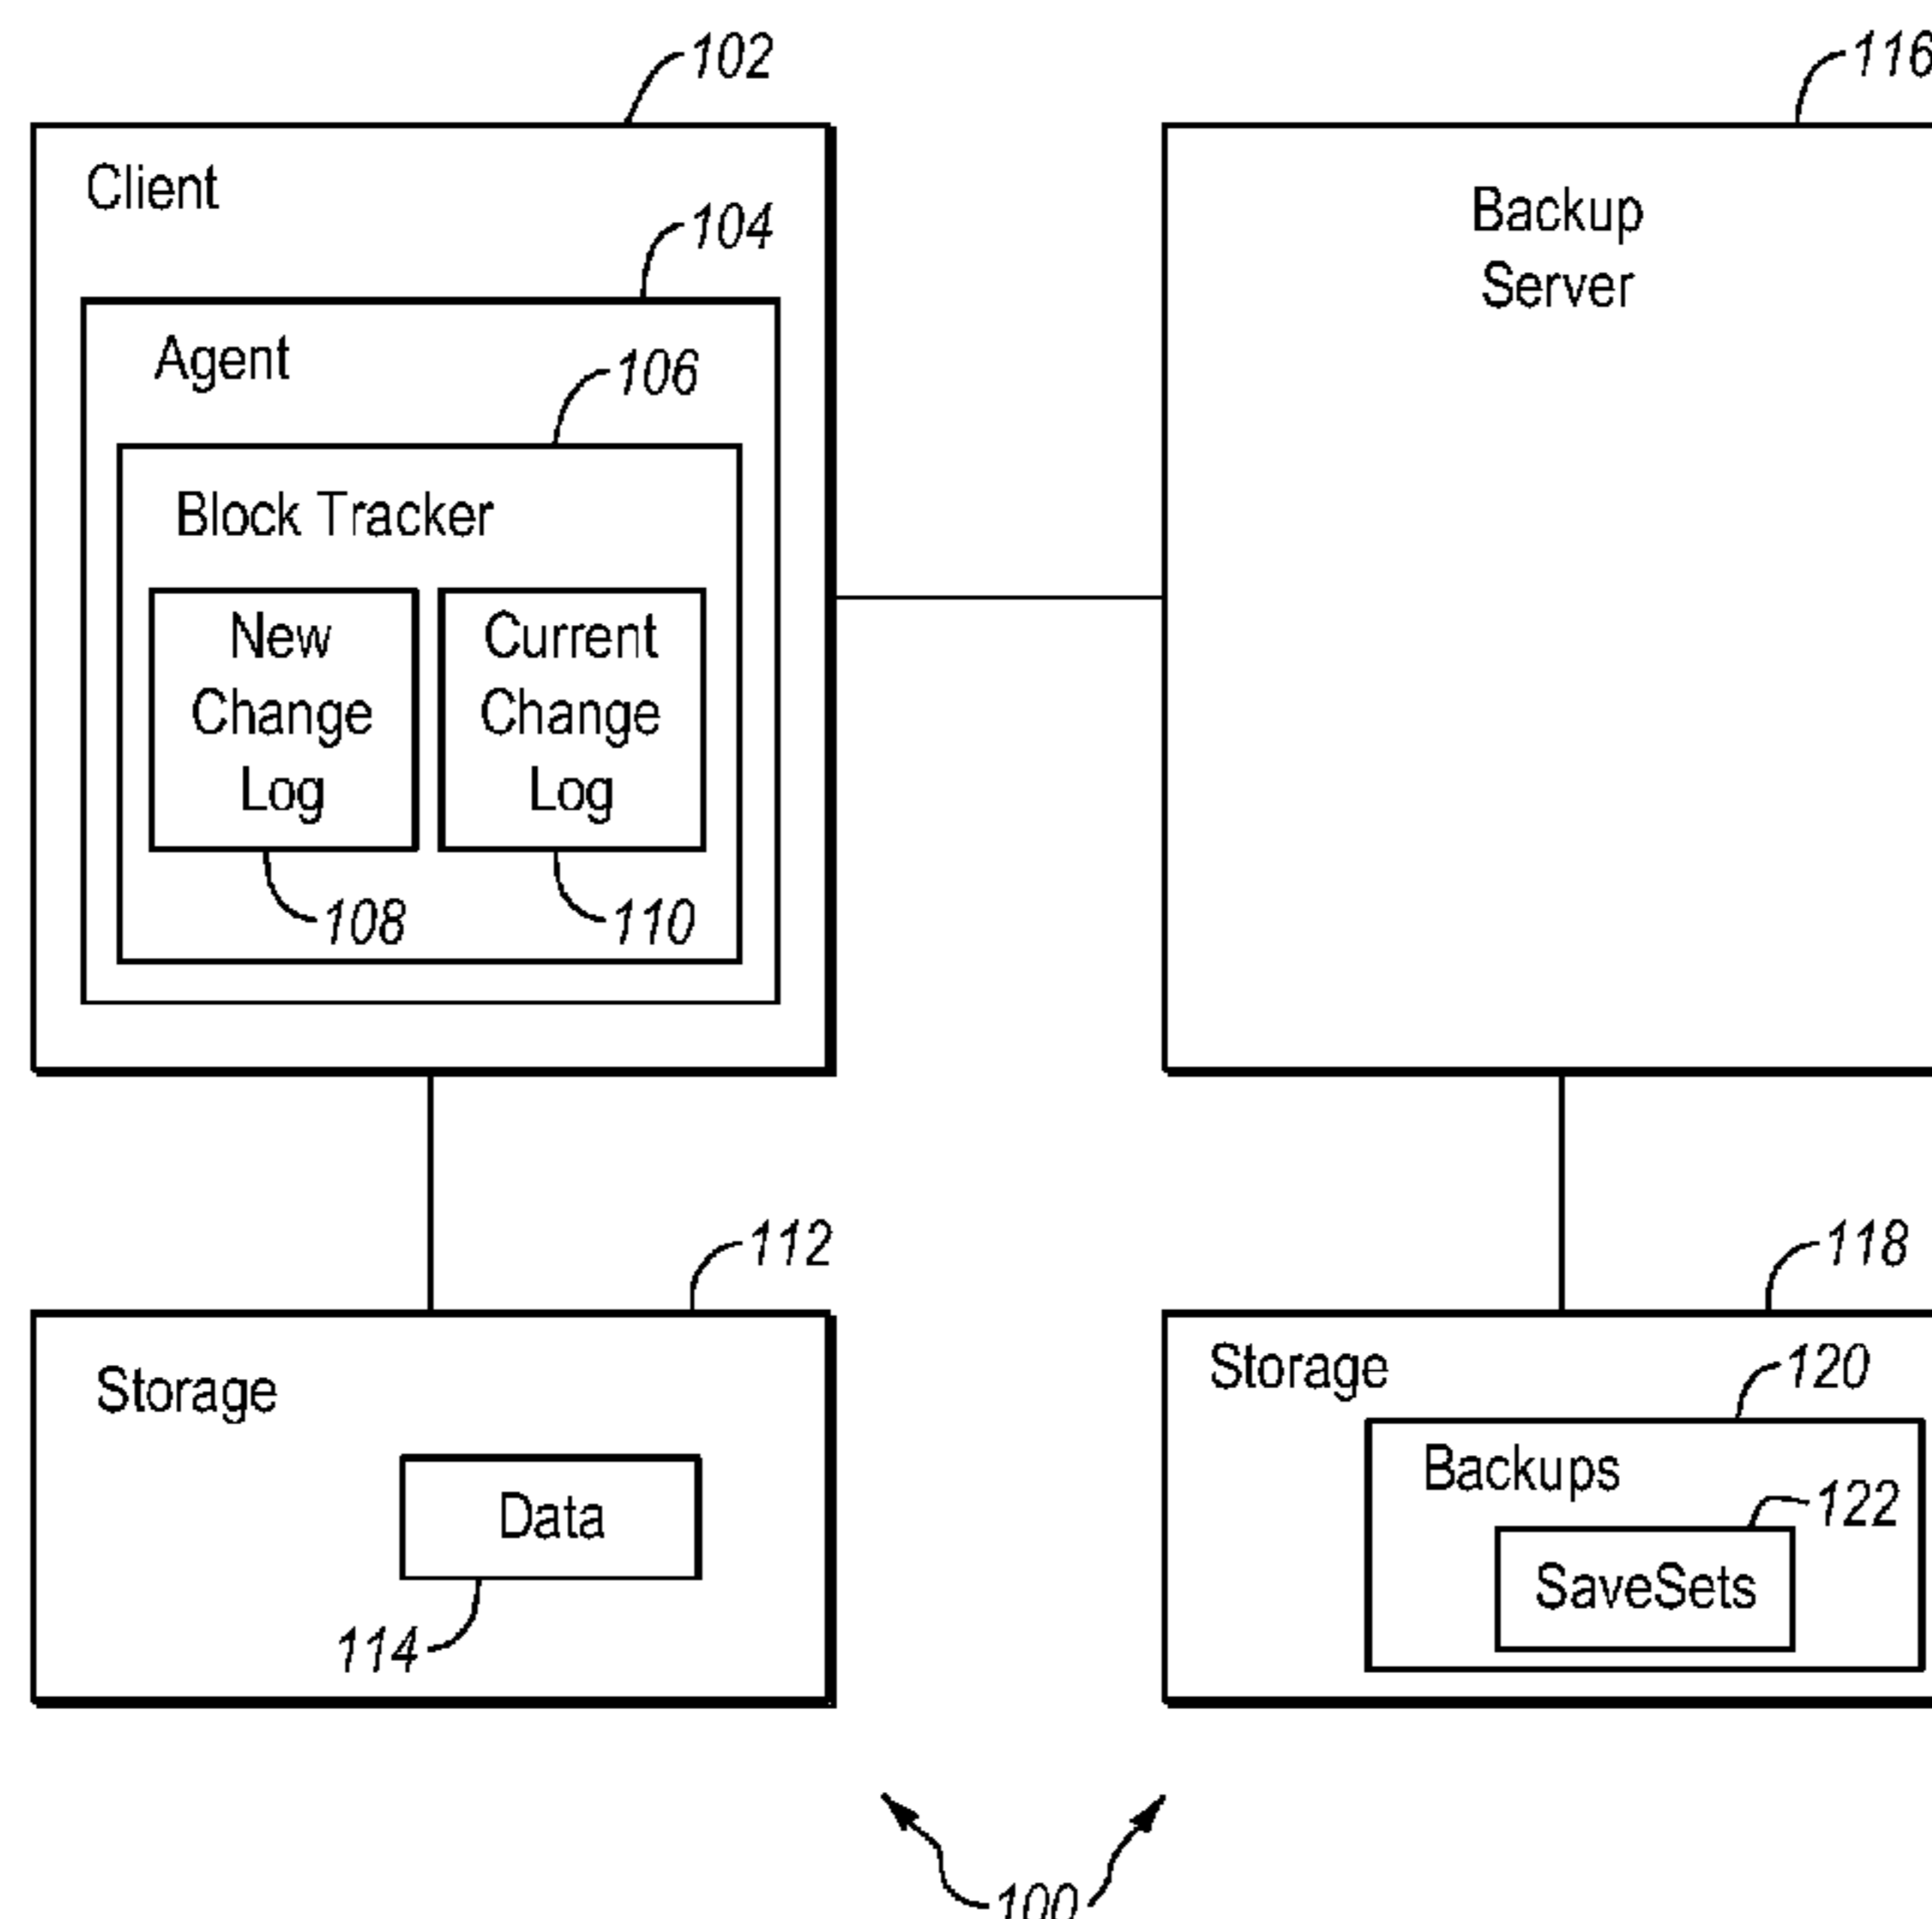 102
116
Client
Backup
Server
104
Agent
106
Block Tracker
New
Change
Log
Current
Change
Log
108
110
112
118
Storage
Storage
120
Backups
122
Data
SaveSets
114
100